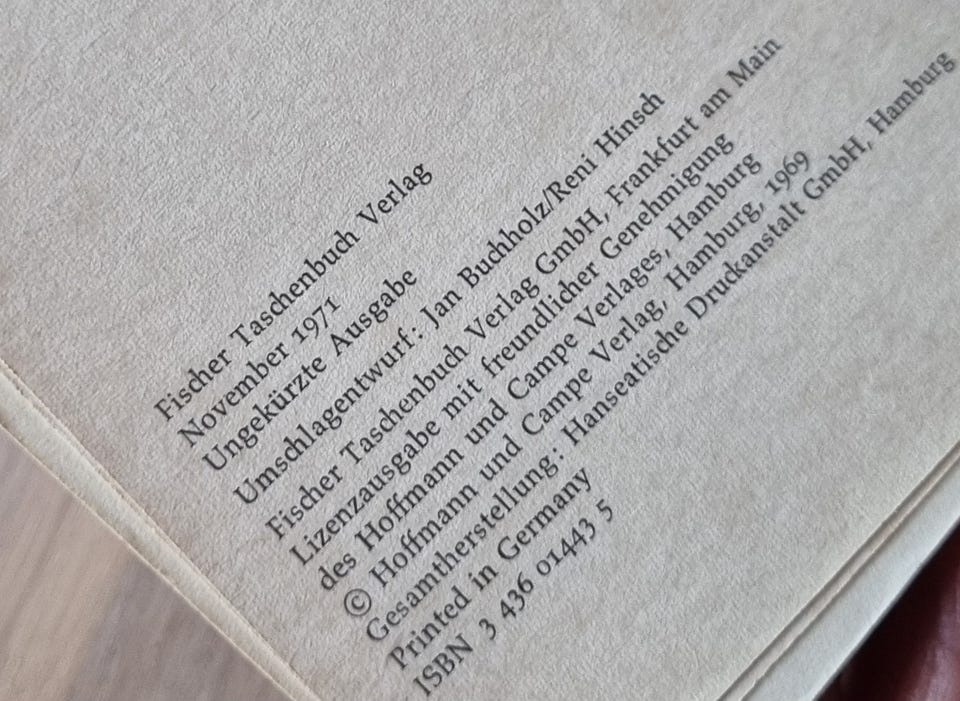 Fischer Taschenbuch Verlag
November 1971
Ungekürzte Ausgabe
Umschlagentwurf: Jan Buchholz/Reni Hinsch
Fischer Taschenbuch Verlag GmbH, Frankfurt am Main
Lizenzausgabe mit freundlicher Genehmigung
des Hoffmann und Campe Verlages, Hamburg
© Hoffmann und Campe Verlag, Hamburg, 1969
Gesamtherstellung: Hanseatische Druckanstalt GmbH, Hamburg
Printed in Germany
ISBN 3 436 01443 5